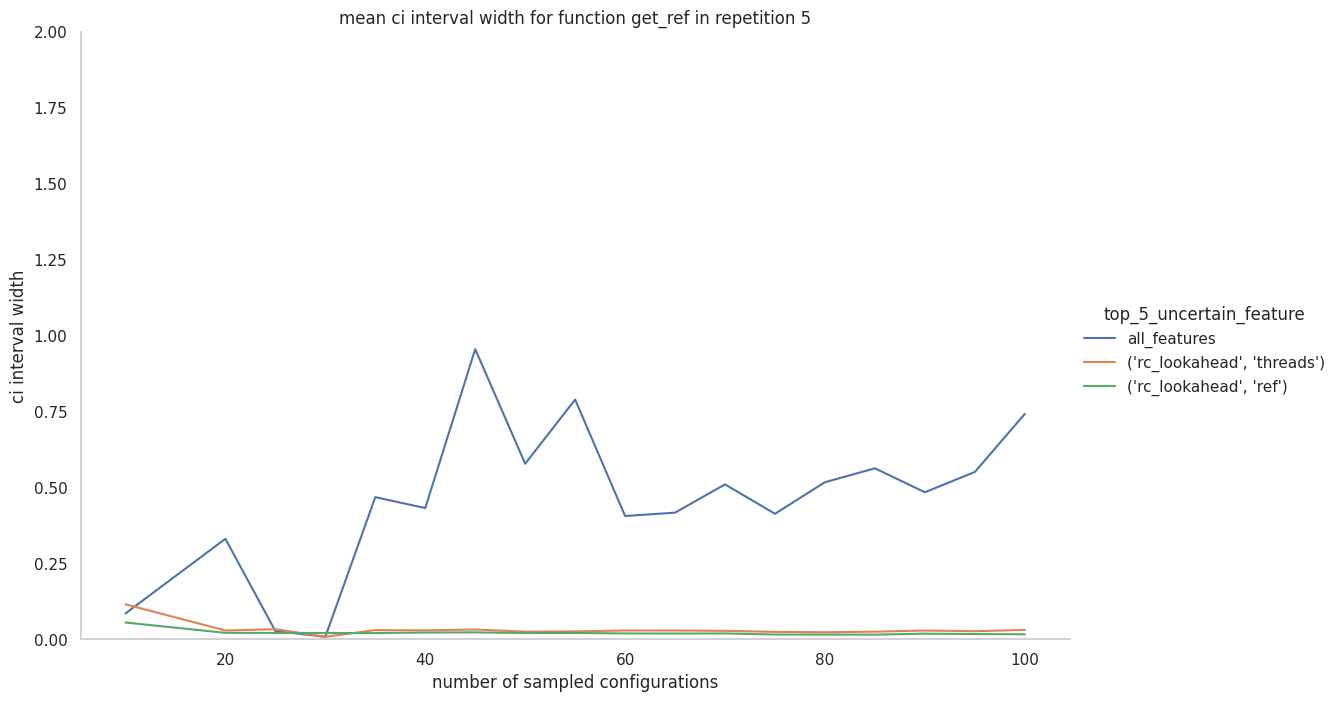 mean ci interval width for function get_ref in repetition 5
2.00
1.75
1.50
1.25
1.00
0.75
0.50
0.25
0.00
ci interval width
20
40
60
80
100
number of sampled configurations
top_5_uncertain_feature
all_features
('rc_lookahead', 'threads')
('rc_lookahead', 'ref')